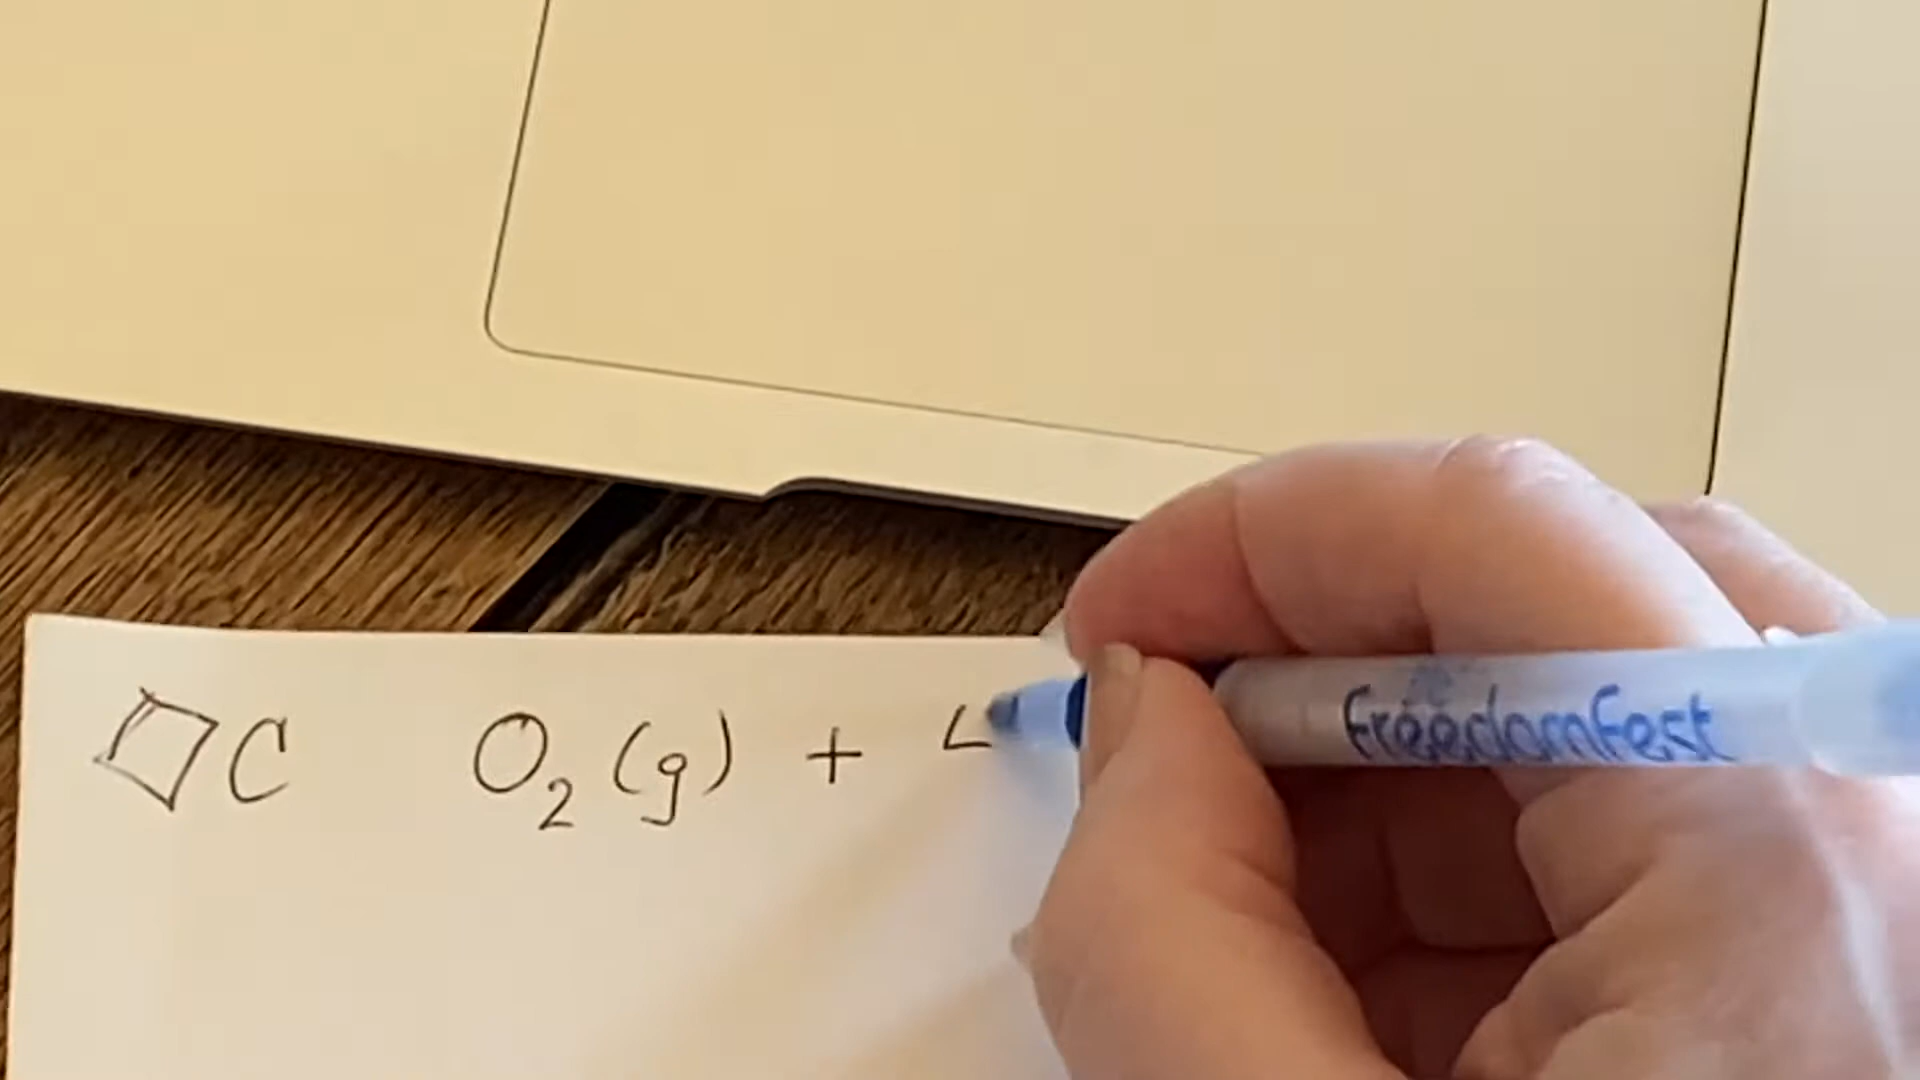 C O₂ (g) +
FreedomFest